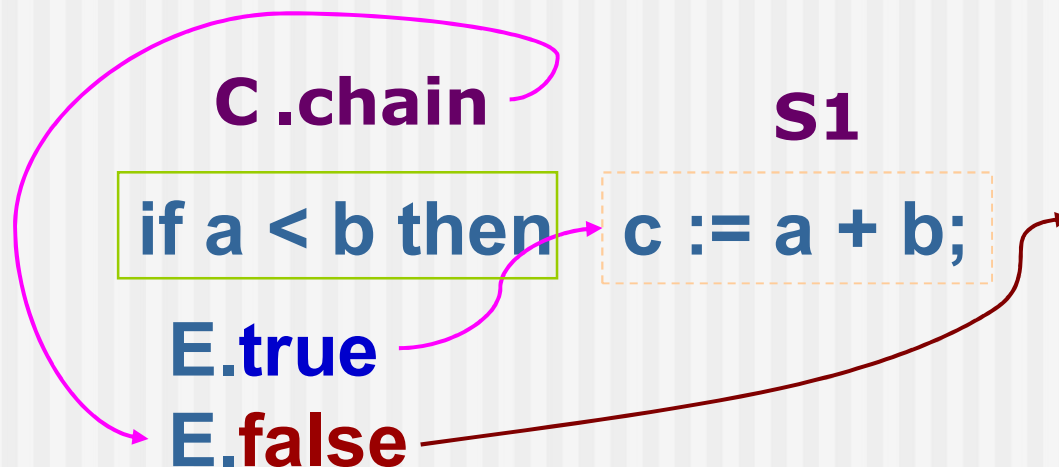 C .chain S1
if a < b then c := a + b;
E.true
E.false